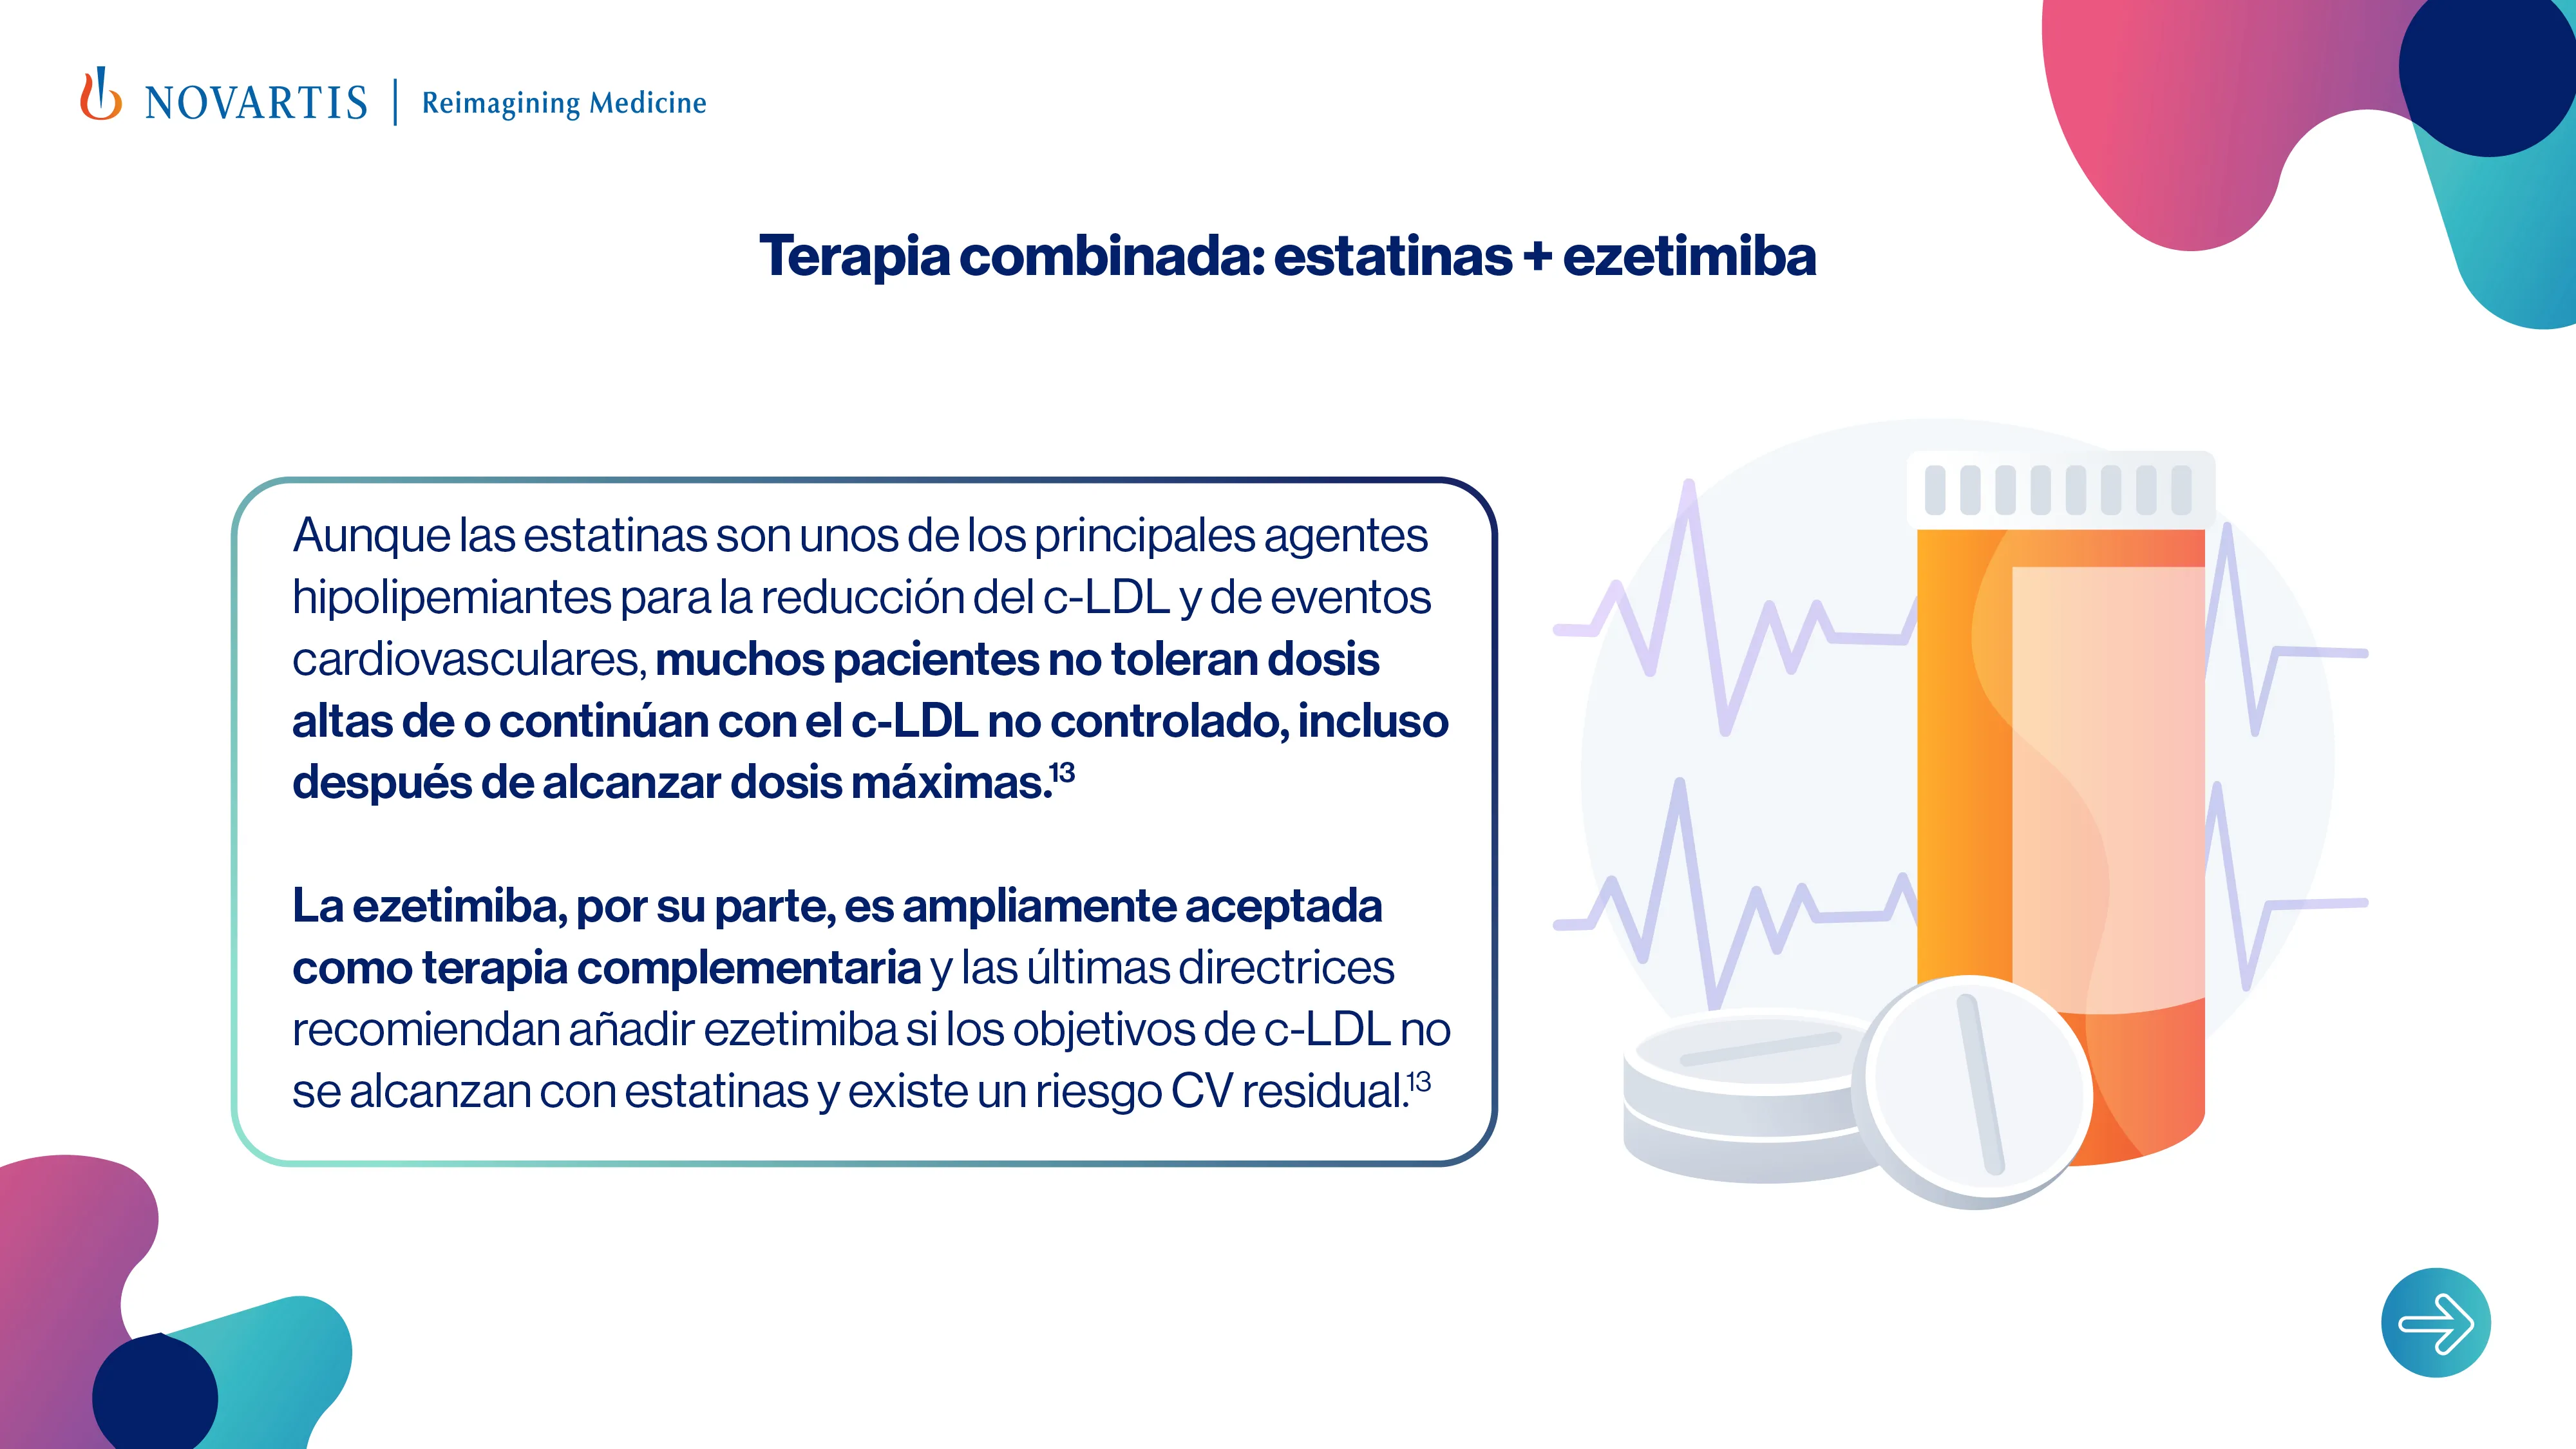 NOVARTIS | Reimagining Medicine
Terapia combinada: estatinas + ezetimiba
Aunque las estatinas son unos de los principales agentes
hipolipemiantes para la reducción del c-LDL y de eventos
cardiovasculares, muchos pacientes no toleran dosis
altas de o continúan con el c-LDL no controlado, incluso
después de alcanzar dosis máximas.¹³
La ezetimiba, por su parte, es ampliamente aceptada
como terapia complementaria y las últimas directrices
recomiendan añadir ezetimiba si los objetivos de c-LDL no
se alcanzan con estatinas y existe un riesgo CV residual.¹³